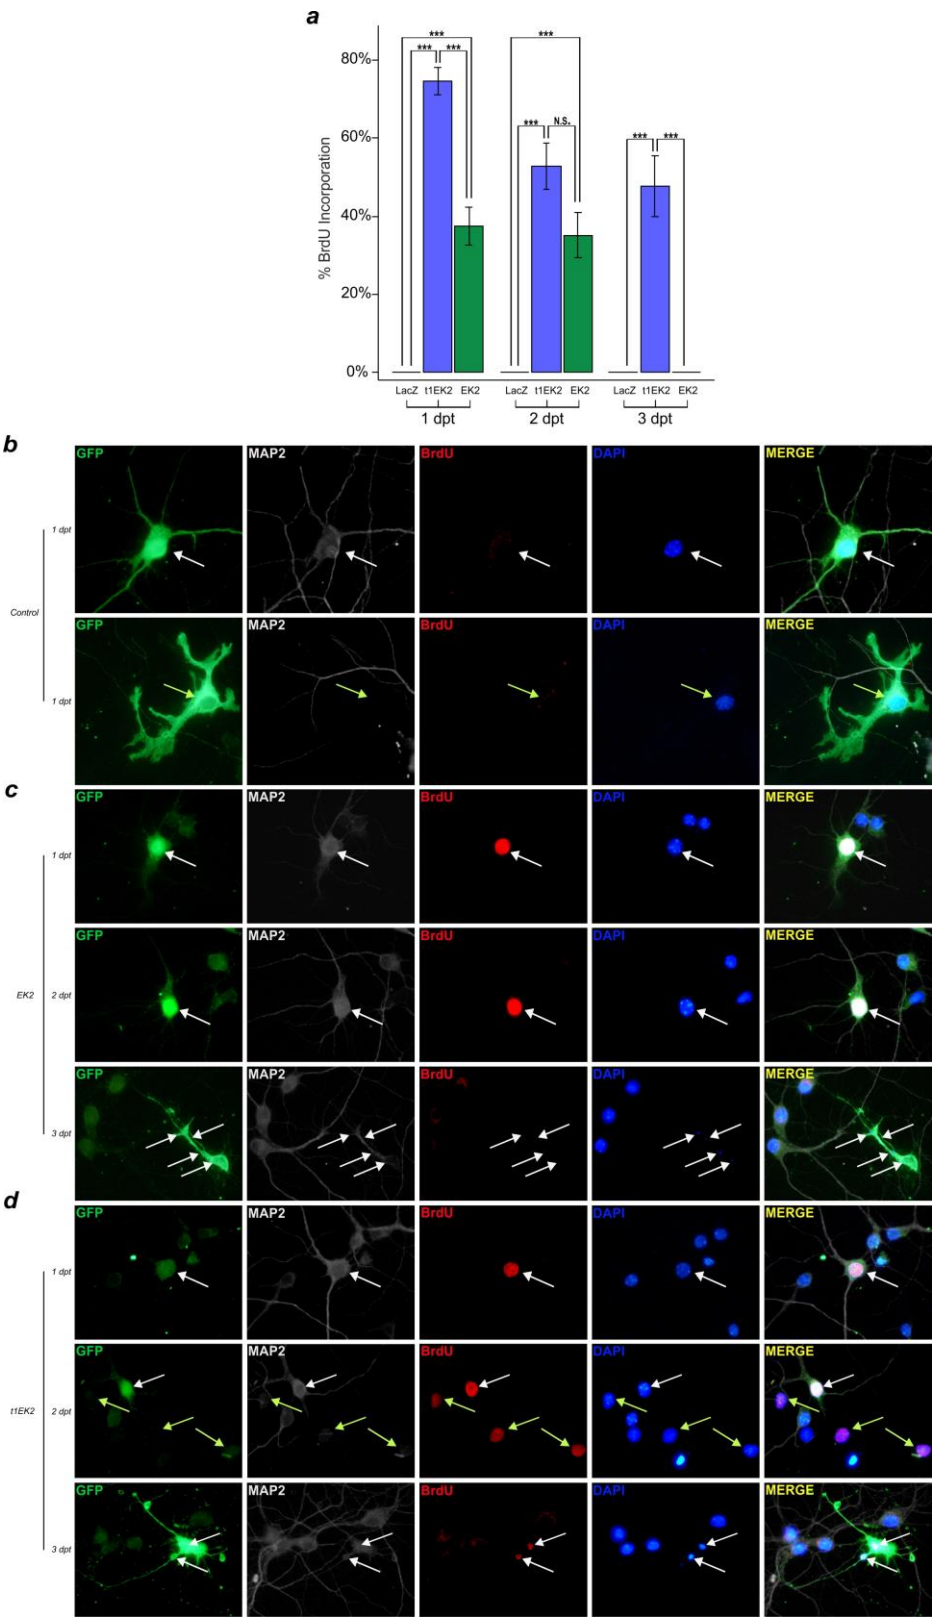 a
*** ***
*** *** *** N.S. *** ***
80%
60%
40%
20%
0%
% BrdU Incorporation
LacZ t1EK2 EK2 LacZ t1EK2 EK2 LacZ t1EK2 EK2
1 dpt 2 dpt 3 dpt
b
Control
1 dpt
GFP MAP2 BrdU DAPI MERGE
1 dpt
GFP MAP2 BrdU DAPI MERGE
c
EK2
1 dpt
GFP MAP2 BrdU DAPI MERGE
2 dpt
GFP MAP2 BrdU DAPI MERGE
3 dpt
GFP MAP2 BrdU DAPI MERGE
d
t1EK2
1 dpt
GFP MAP2 BrdU DAPI MERGE
2 dpt
GFP MAP2 BrdU DAPI MERGE
3 dpt
GFP MAP2 BrdU DAPI MERGE